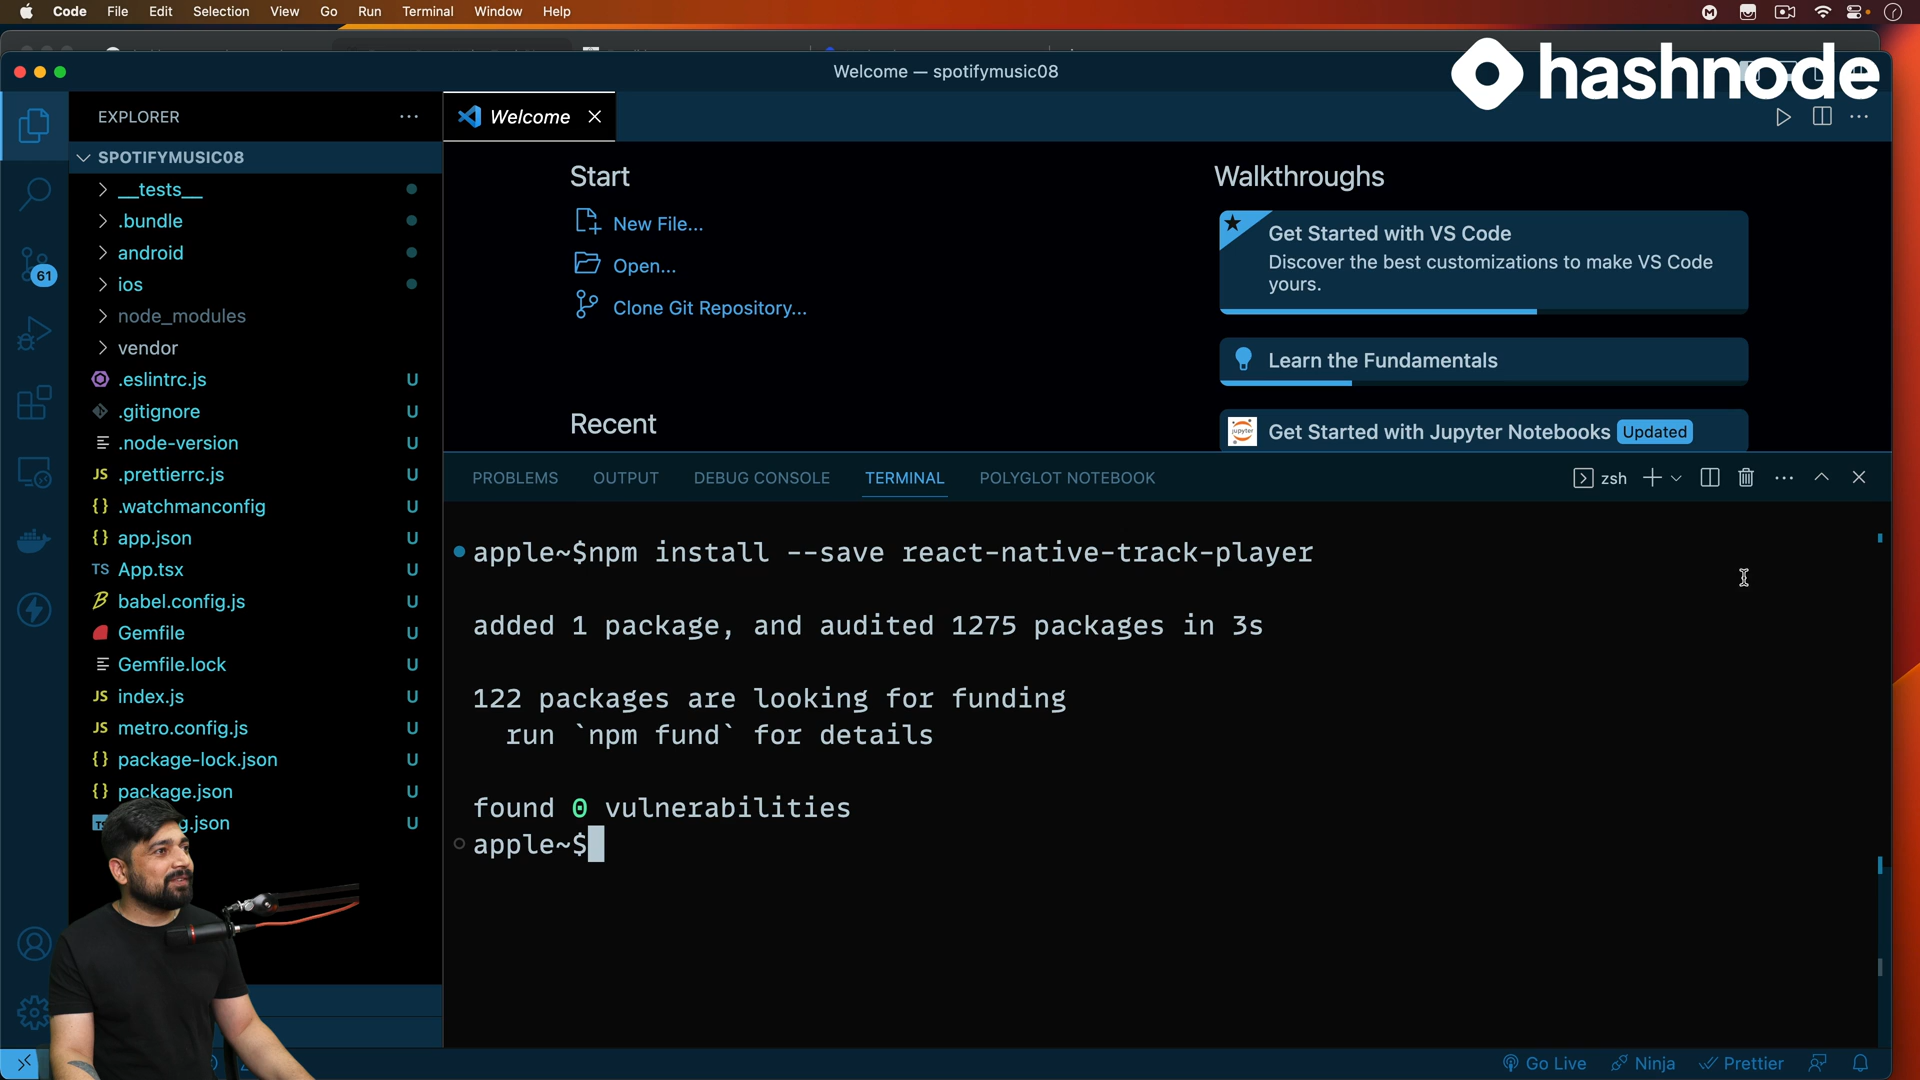 Code File Edit Selection View Go Run Terminal Window Help
Welcome — spotifymusic08
hashnode
EXPLORER
Welcome
SPOTIFYMUSIC08
__tests__
.bundle
android
ios
61
node_modules
vendor
.eslintrc.js U
.gitignore U
.node-version U
JS .prettierrc.js U
{} .watchmanconfig U
{} app.json U
TS App.tsx U
babel.config.js U
Gemfile U
Gemfile.lock U
JS index.js U
JS metro.config.js U
{} package-lock.json U
{} package.json U
g.json U
Start
New File...
Open...
Clone Git Repository...
Recent
Walkthroughs
Get Started with VS Code
Discover the best customizations to make VS Code
yours.
Learn the Fundamentals
jupyter Get Started with Jupyter Notebooks Updated
PROBLEMS OUTPUT DEBUG CONSOLE TERMINAL POLYGLOT NOTEBOOK zsh
apple~$npm install --save react-native-track-player
added 1 package, and audited 1275 packages in 3s
122 packages are looking for funding
run `npm fund` for details
found 0 vulnerabilities
apple~$
Go Live Ninja Prettier